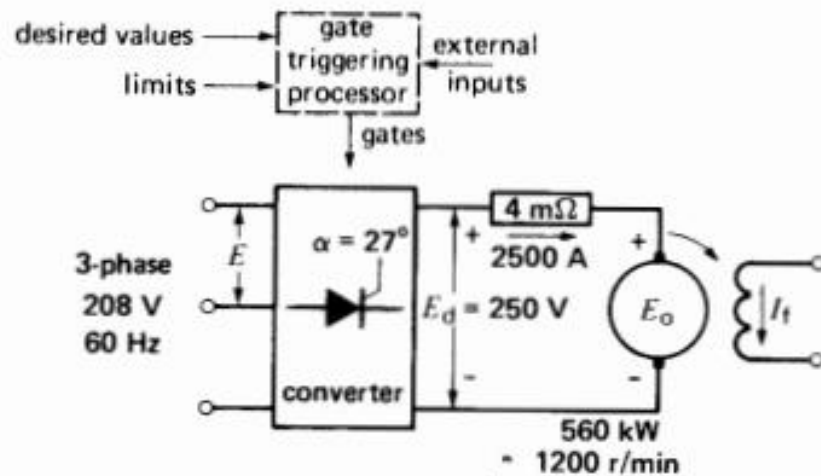 desired values
limits
gate
triggering
processor
external
inputs
gates
3-phase
208 V
60 Hz
E
α = 27°
converter
+
E_d = 250 V
-
4 mΩ
2500 A
+
E_o
-
I_f
560 kW
- 1200 r/min